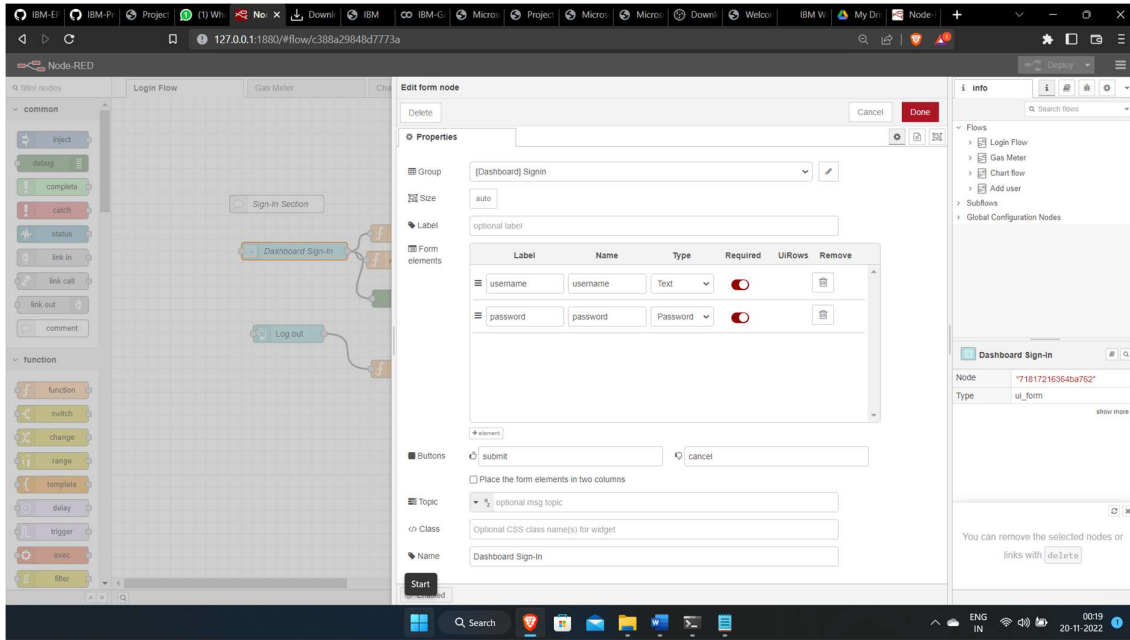 IBM-EP IBM-Pr Project (1) Wha No Downlo IBM IBM-G Micros Project Micros Micros Downl Welcor IBM W My Dri Node-
127.0.0.1:1880/#flow/c388a29848d7773a
Node-RED Deploy
filter nodes Login Flow Gas Meter Cha Edit form node i info
common Delete Cancel Done Search flows
inject Properties Flows
debug Login Flow
complete Group [Dashboard] Signin Gas Meter
catch Sign-In Section Size auto Chart flow
status Label optional label Add user
link in Dashboard Sign-In Form elements Label Name Type Required UiRows Remove Subflows
link call username username Text Global Configuration Nodes
link out password password Password
comment Log out
function Dashboard Sign-In
function Node "71817216364ba762"
switch Type ui_form
change show more
range +element
template Buttons submit cancel
delay Place the form elements in two columns
trigger Topic optional msg.topic You can remove the selected nodes or
exec Class Optional CSS class name(s) for widget links with delete
filter Name Dashboard Sign-In
Start
Enabled
Search ENG IN 00:19 20-11-2022 1